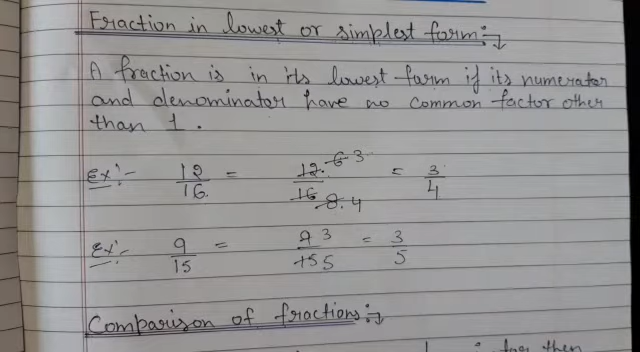 Fraction in lowest or simplest form:-
A fraction is in its lowest form if its numerator
and denominator have no common factor other
than 1.
Ex:- 12/16 = 12 6 3/16 8 4 = 3/4
Ex:- 9/15 = 9 3/15 5 = 3/5
Comparison of fractions:-
then